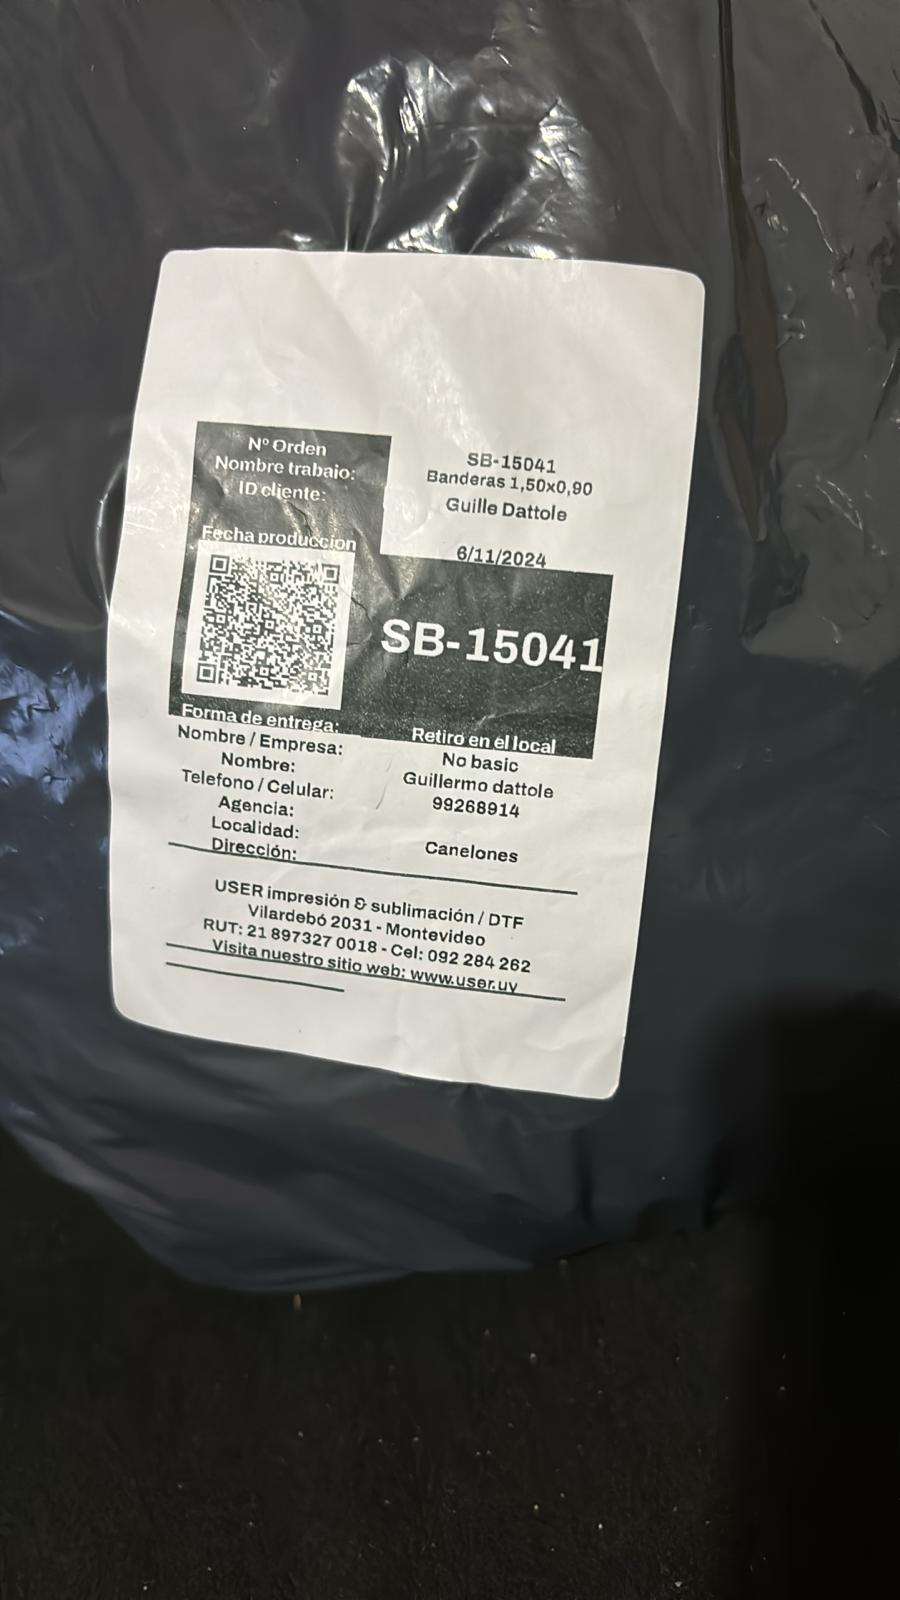 Nº Orden SB-15041
Nombre trabajo: Banderas 1,50x0,90
ID cliente: Guille Dattole
Fecha producción 6/11/2024
SB-15041
Forma de entrega: Retiro en el local
Nombre / Empresa: No basic
Nombre: Guillermo dattole
Telefono / Celular: 99268914
Agencia:
Localidad: Canelones
Dirección:
USER impresión & sublimación / DTF
Vilardebó 2031 - Montevideo
RUT: 21 897327 0018 - Cel: 092 284 262
Visita nuestro sitio web: www.user.uy